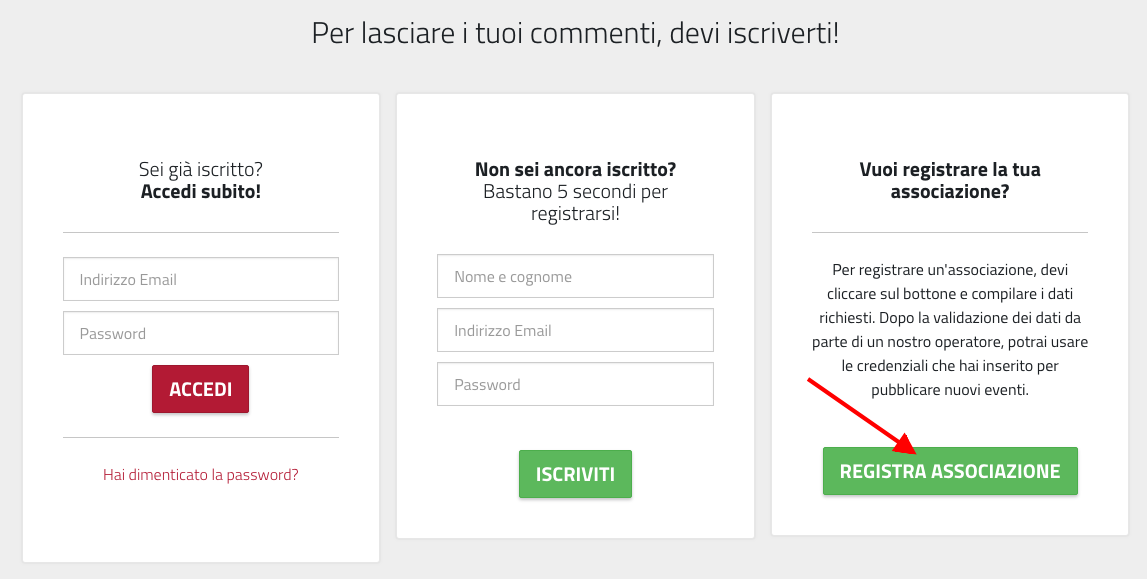 Per lasciare i tuoi commenti, devi iscriverti!
Sei già iscritto?
Accedi subito!
Indirizzo Email
Password
ACCEDI
Hai dimenticato la password?
Non sei ancora iscritto?
Bastano 5 secondi per
registrarsi!
Nome e cognome
Indirizzo Email
Password
ISCRIVITI
Vuoi registrare la tua
associazione?
Per registrare un'associazione, devi
cliccare sul bottone e compilare i dati
richiesti. Dopo la validazione dei dati da
parte di un nostro operatore, potrai usare
le credenziali che hai inserito per
pubblicare nuovi eventi.
REGISTRA ASSOCIAZIONE